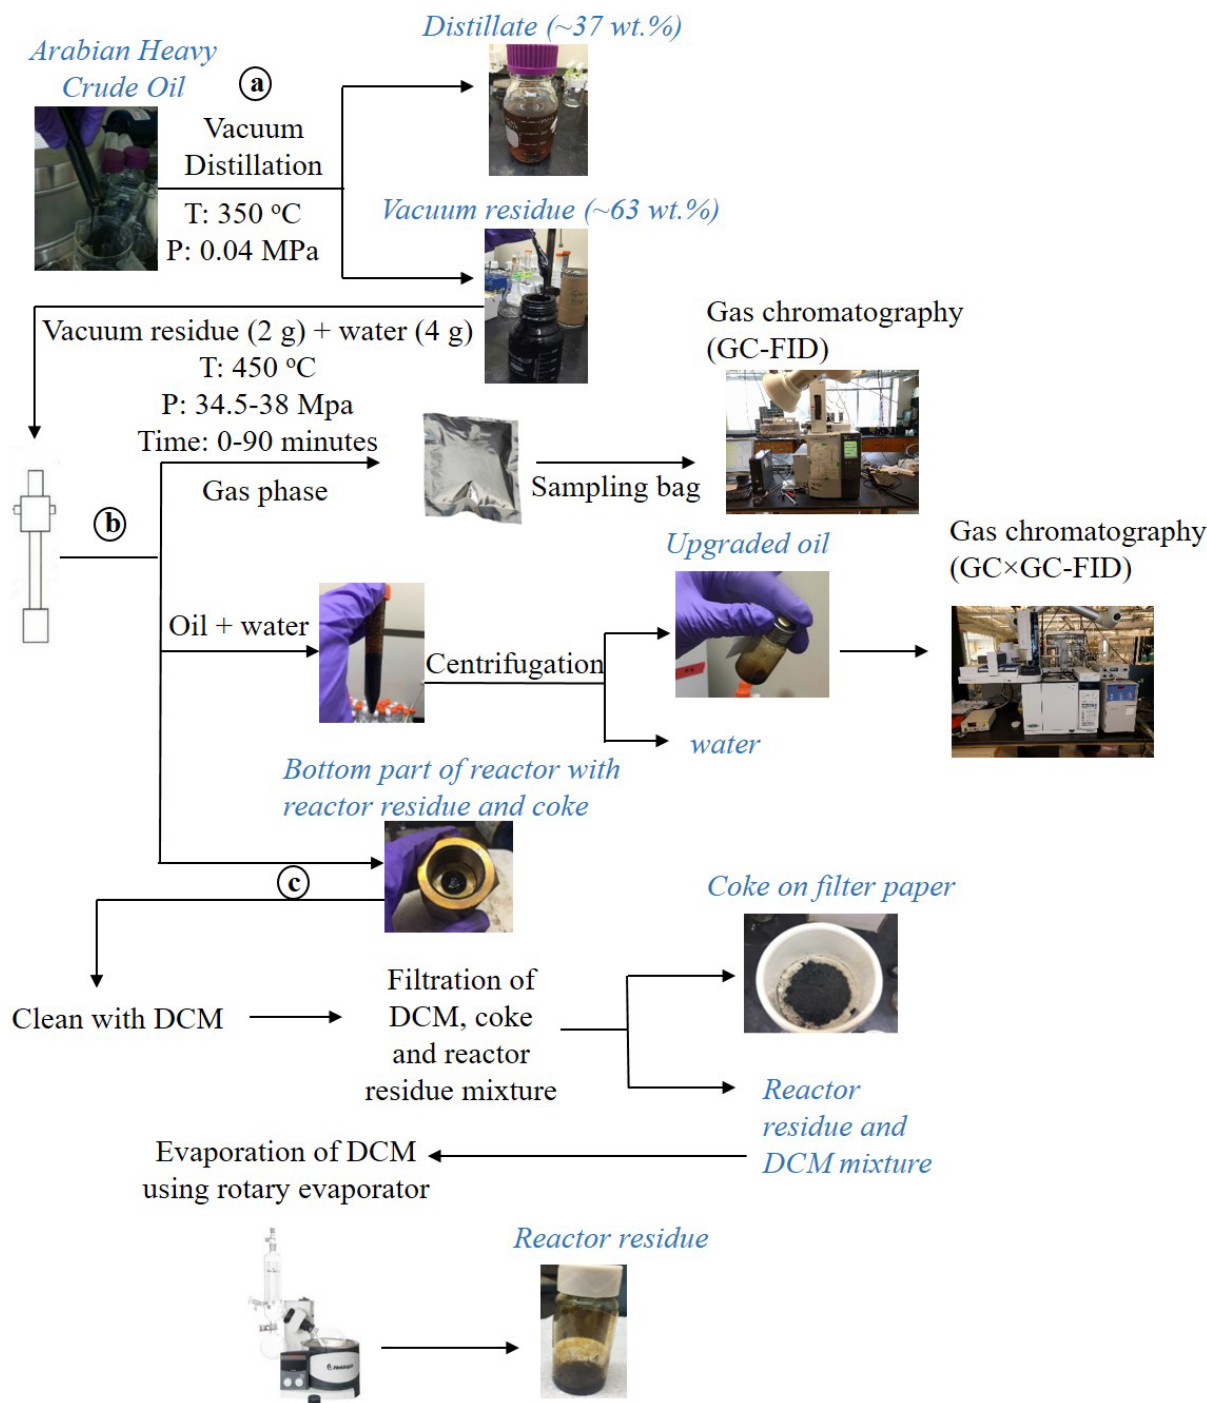 Arabian Heavy
Crude Oil
a
Vacuum
Distillation
T: 350 °C
P: 0.04 MPa
Distillate (~37 wt.%)
Vacuum residue (~63 wt.%)
Vacuum residue (2 g) + water (4 g)
T: 450 °C
P: 34.5-38 Mpa
Time: 0-90 minutes
b
Gas phase
Sampling bag
Gas chromatography
(GC-FID)
Oil + water
Centrifugation
Upgraded oil
water
Gas chromatography
(GC×GC-FID)
Bottom part of reactor with
reactor residue and coke
c
Clean with DCM
Filtration of
DCM, coke
and reactor
residue mixture
Coke on filter paper
Reactor
residue and
DCM mixture
Evaporation of DCM
using rotary evaporator
Reactor residue